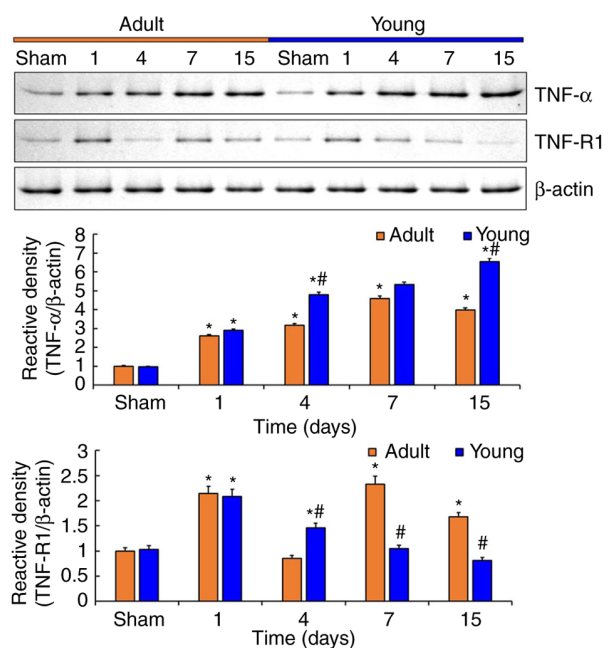 Adult Young
Sham 1 4 7 15 Sham 1 4 7 15
TNF-α
TNF-R1
β-actin
Reactive density
(TNF-α/β-actin)
8
7
6
5
4
3
2
1
0
Adult Young
* * * *# * * *#
Sham 1 4 7 15
Time (days)
Reactive density
(TNF-R1/β-actin)
3
2.5
2
1.5
1
0.5
0
Adult Young
* * *# * # * #
Sham 1 4 7 15
Time (days)